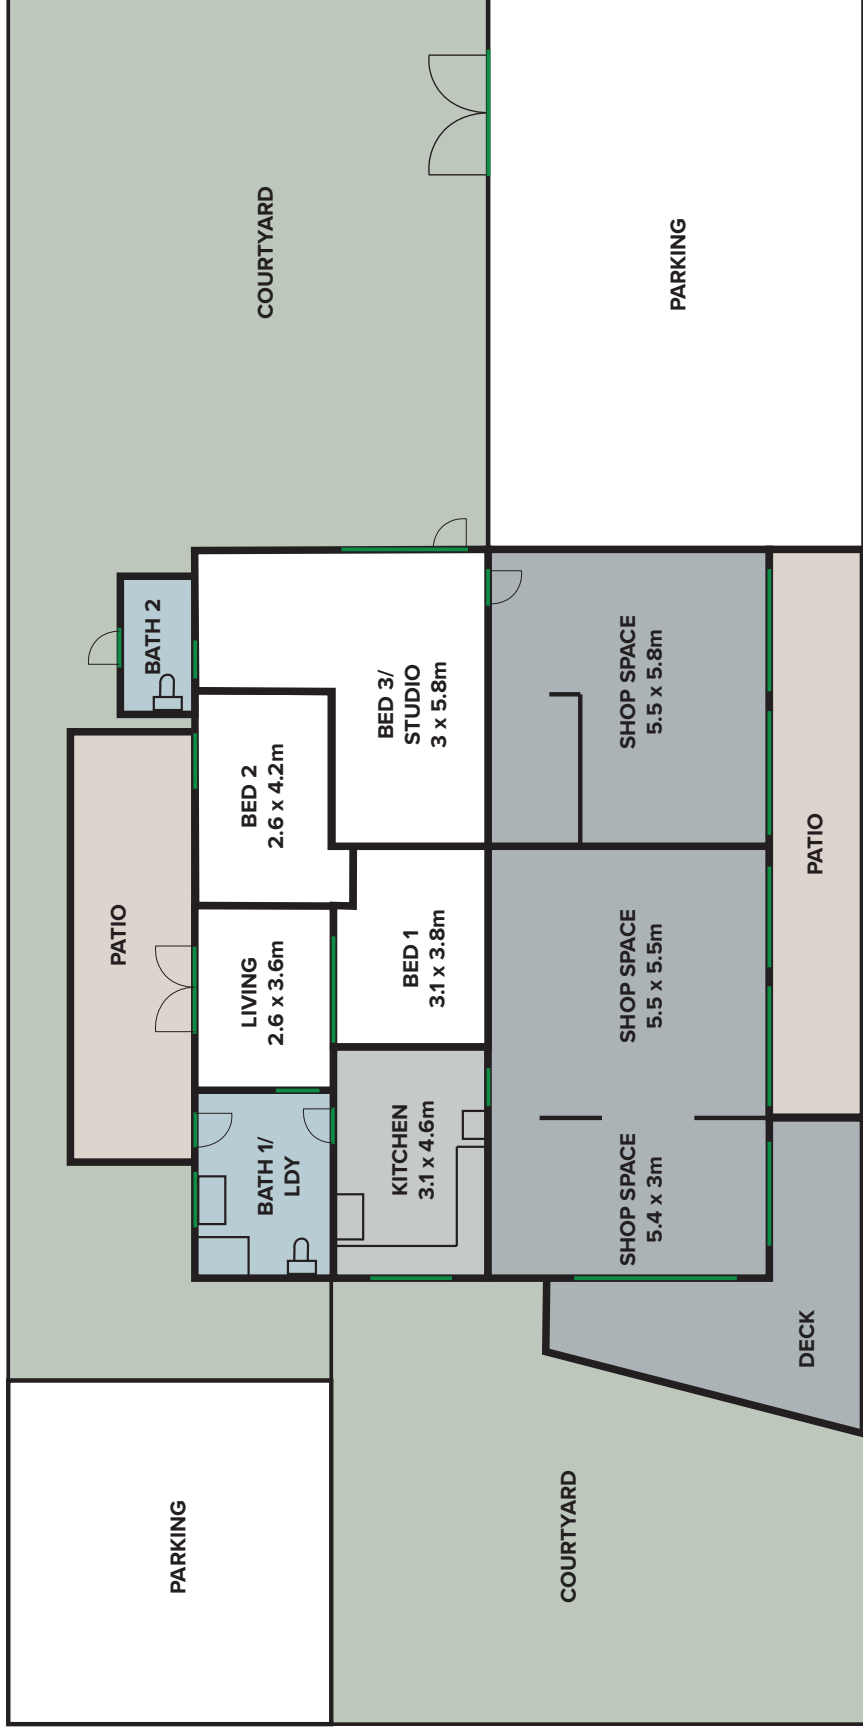 COURTYARD
PARKING
BATH 2
BED 3/
STUDIO
3 x 5.8m
SHOP SPACE
5.5 x 5.8m
BED 2
2.6 x 4.2m
PATIO
PATIO
LIVING
2.6 x 3.6m
BED 1
3.1 x 3.8m
SHOP SPACE
5.5 x 5.5m
BATH 1/
LDY
KITCHEN
3.1 x 4.6m
SHOP SPACE
5.4 x 3m
DECK
PARKING
COURTYARD